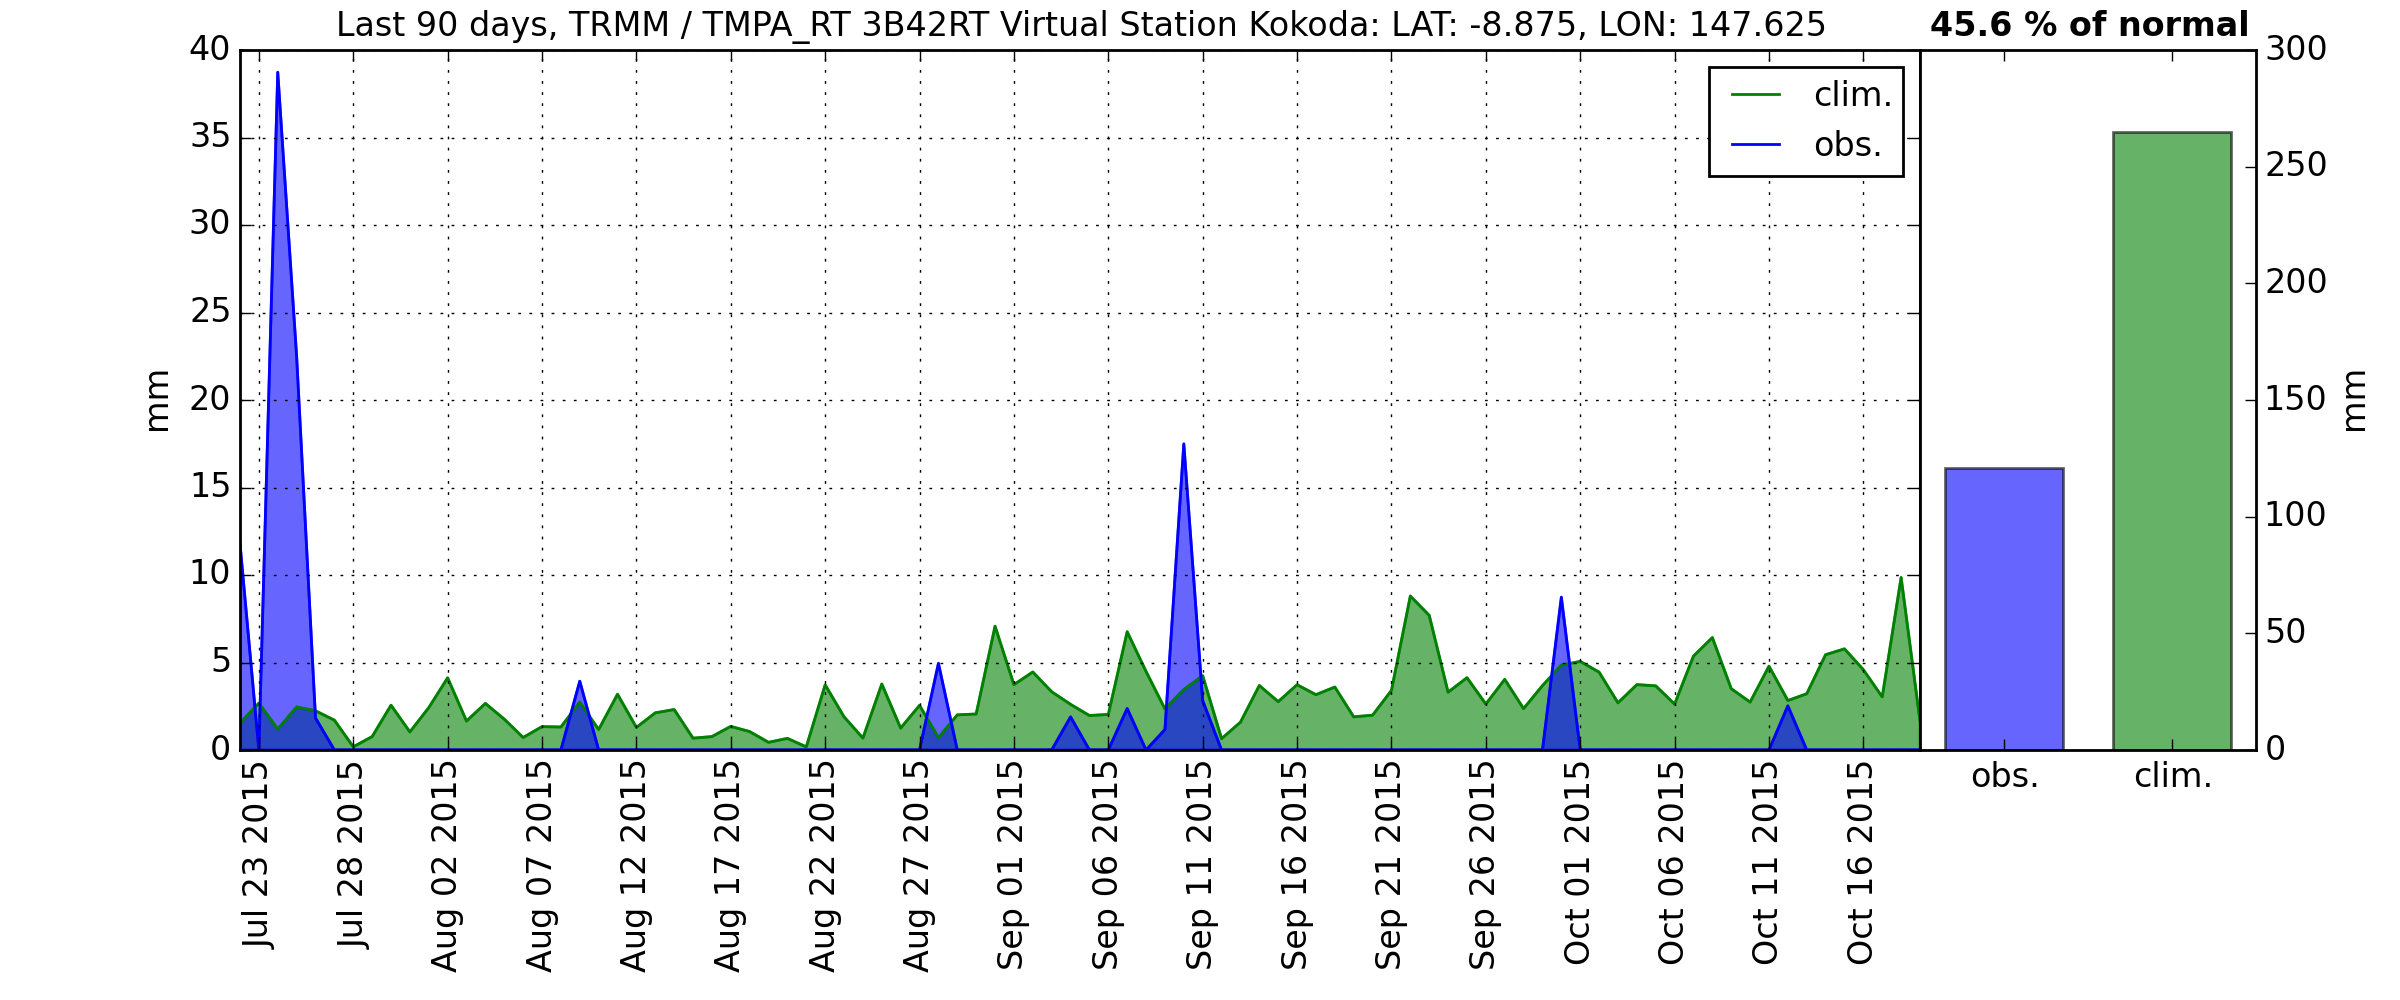 Last 90 days, TRMM / TMPA_RT 3B42RT Virtual Station Kokoda: LAT: -8.875, LON: 147.625
45.6 % of normal
40
35
30
25
20
15
10
5
0
mm
clim.
obs.
300
250
200
150
100
50
0
mm
obs.
clim.
Jul 23 2015
Jul 28 2015
Aug 02 2015
Aug 07 2015
Aug 12 2015
Aug 17 2015
Aug 22 2015
Aug 27 2015
Sep 01 2015
Sep 06 2015
Sep 11 2015
Sep 16 2015
Sep 21 2015
Sep 26 2015
Oct 01 2015
Oct 06 2015
Oct 11 2015
Oct 16 2015